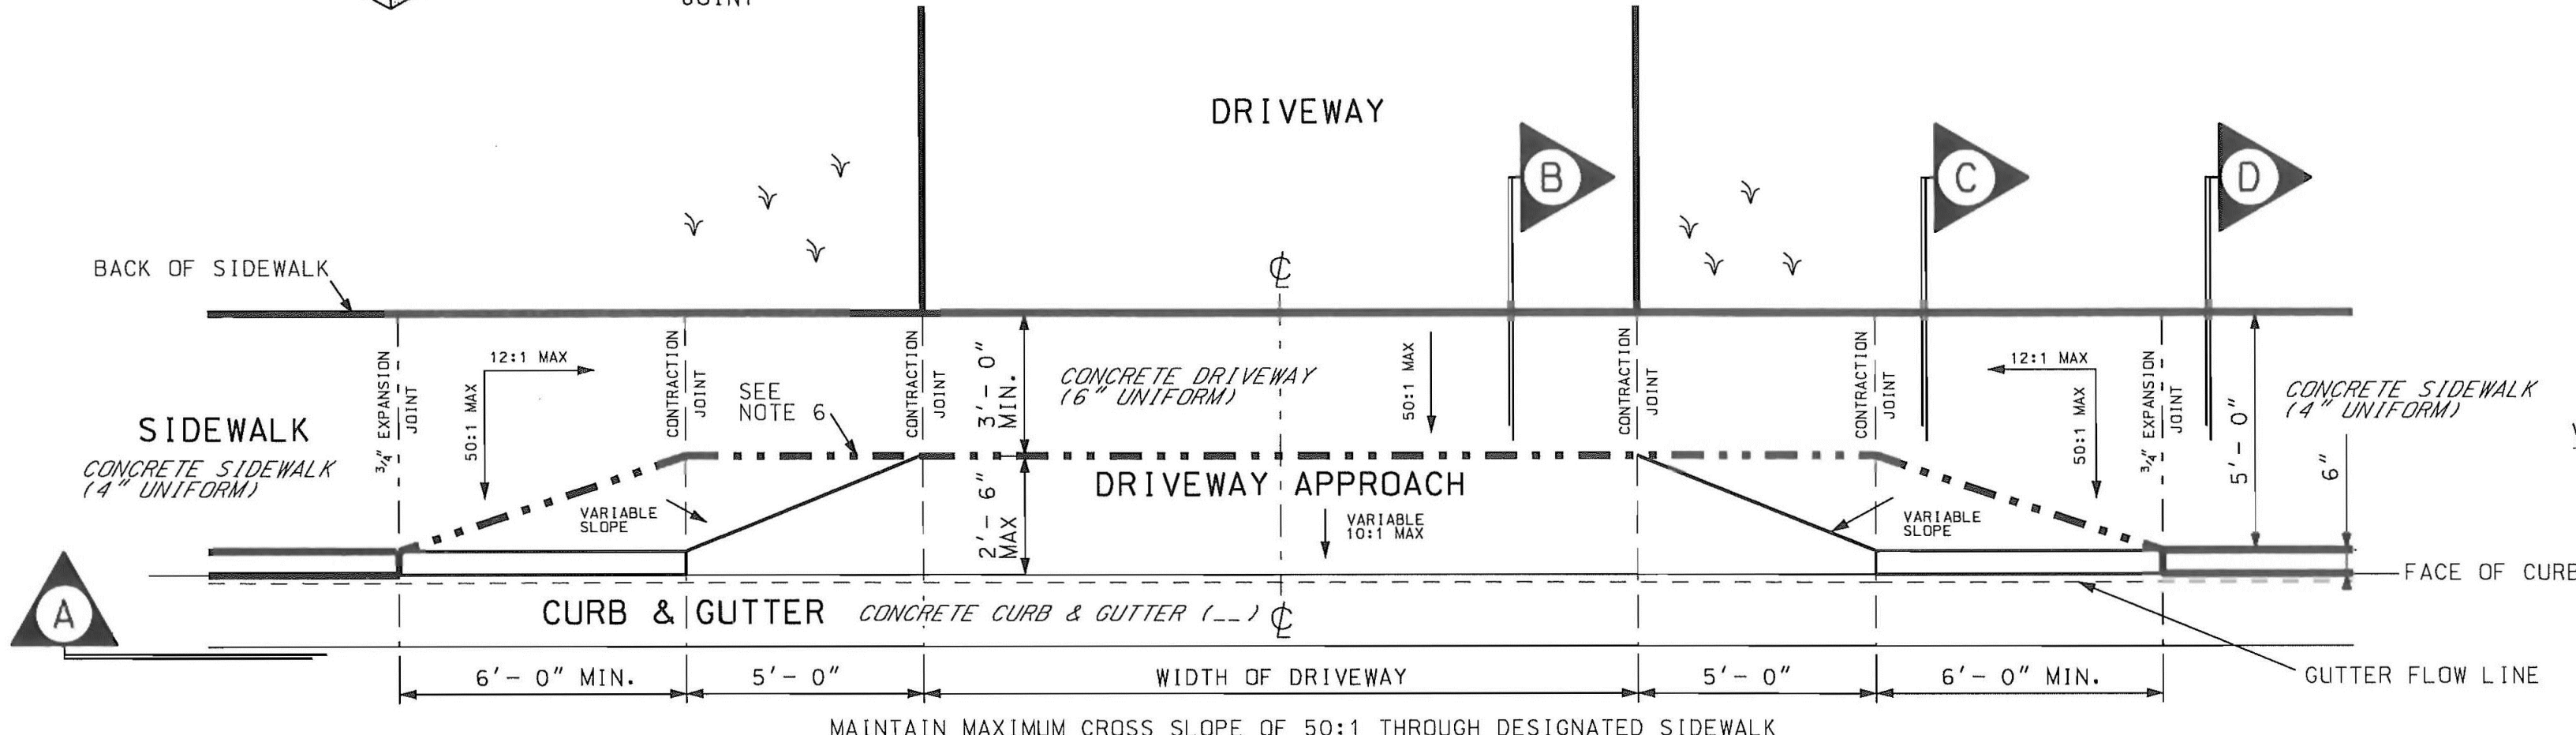 DRIVEWAY
B
C
D
BACK OF SIDEWALK
℄
SIDEWALK
CONCRETE SIDEWALK
(4" UNIFORM)
3/4" EXPANSION
JOINT
12:1 MAX
50:1 MAX
CONTRACTION
JOINT
SEE
NOTE 6
CONTRACTION
JOINT
3'-0"
MIN.
CONCRETE DRIVEWAY
(6" UNIFORM)
50:1 MAX
CONTRACTION
JOINT
CONTRACTION
JOINT
12:1 MAX
50:1 MAX
3/4" EXPANSION
JOINT
5'-0"
CONCRETE SIDEWALK
(4" UNIFORM)
6"
VARIABLE
SLOPE
2'-6"
MAX
DRIVEWAY APPROACH
VARIABLE
10:1 MAX
VARIABLE
SLOPE
FACE OF CURB
A
CURB & GUTTER
CONCRETE CURB & GUTTER (__)
℄
6'-0" MIN.
5'-0"
WIDTH OF DRIVEWAY
5'-0"
6'-0" MIN.
GUTTER FLOW LINE
MAINTAIN MAXIMUM CROSS SLOPE OF 50:1 THROUGH DESIGNATED SIDEWALK